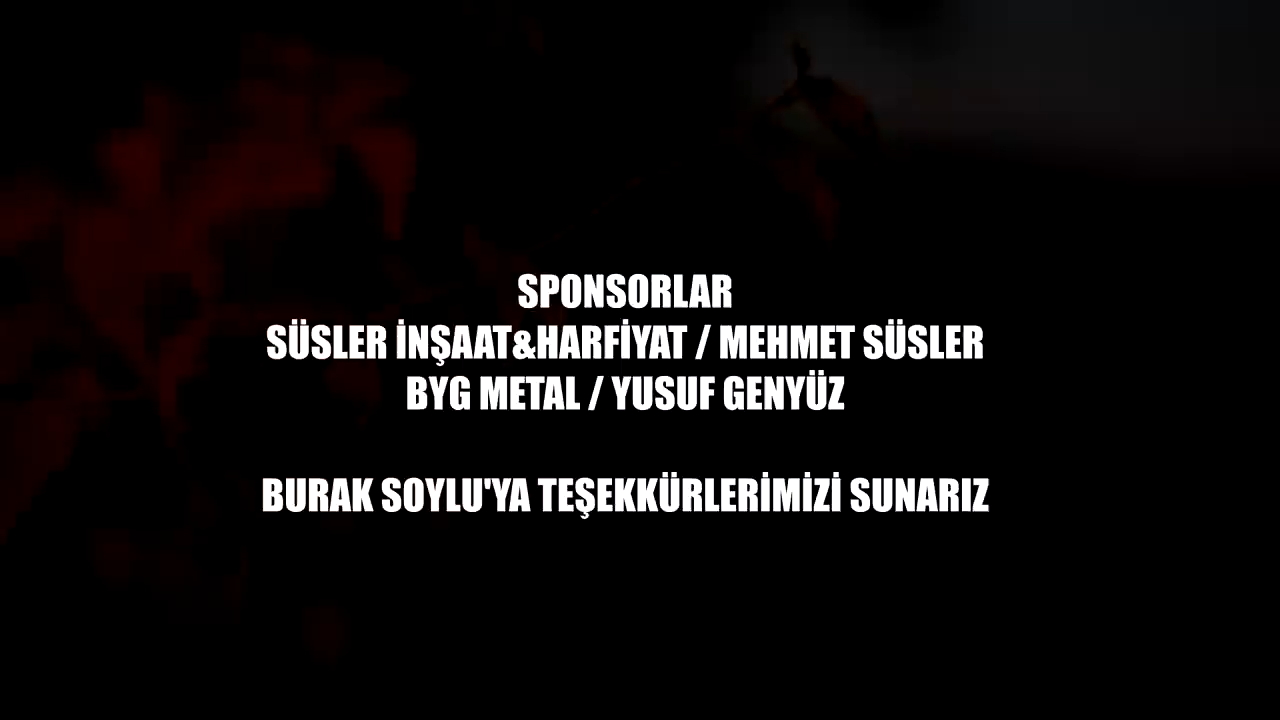 SPONSORLAR
SÜSLER İNŞAAT&HARFİYAT / MEHMET SÜSLER
BYG METAL / YUSUF GENYÜZ
BURAK SOYLU'YA TEŞEKKÜRLERİMİZİ SUNARIZ